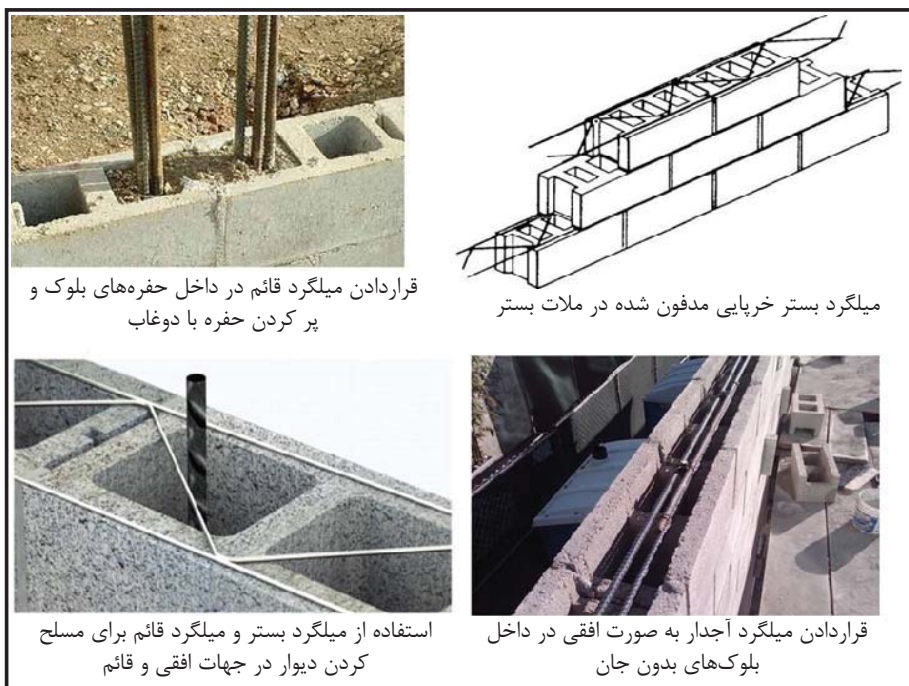 میلگرد بستر خرپایی مدفون شده در ملات بستر
قراردادن میلگرد قائم در داخل حفره‌های بلوک و
پر کردن حفره با دوغاب
قراردادن میلگرد آجدار به صورت افقی در داخل
بلوک‌های بدون جان
استفاده از میلگرد بستر و میلگرد قائم برای مسلح
کردن دیوار در جهات افقی و قائم